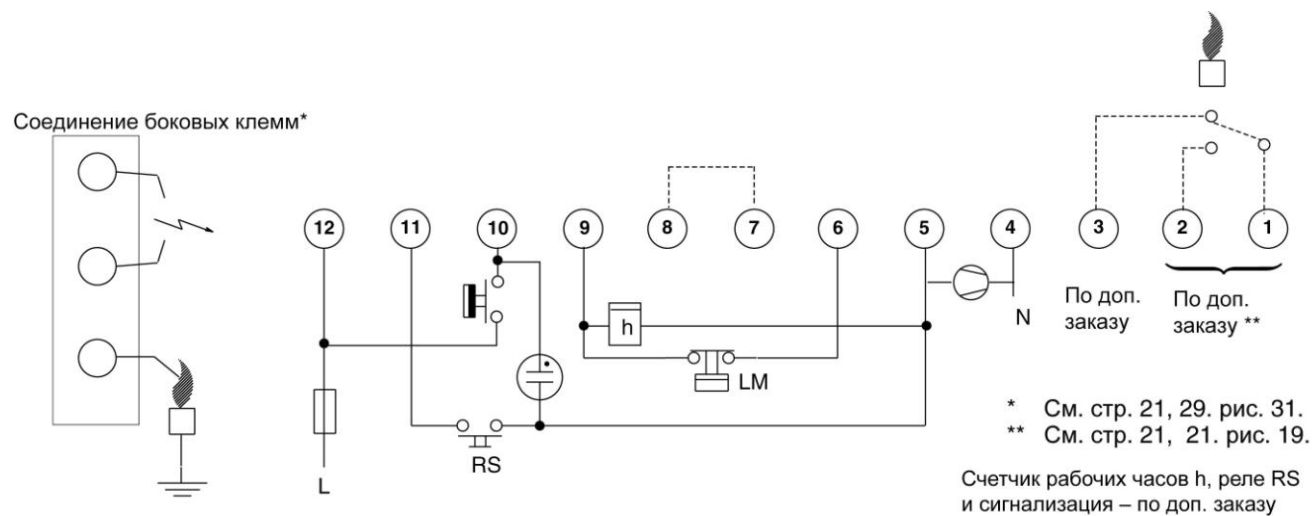 Соединение боковых клемм*
12
11
10
9
8
7
6
5
4
3
2
1
h
LM
RS
L
N
По доп.
заказу
По доп.
заказу **
* См. стр. 21, 29. рис. 31.
** См. стр. 21, 21. рис. 19.
Счетчик рабочих часов h, реле RS
и сигнализация – по доп. заказу